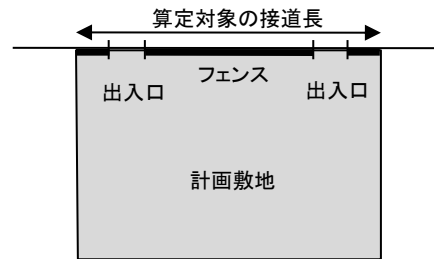 算定対象の接道長
フェンス
出入口
出入口
計画敷地